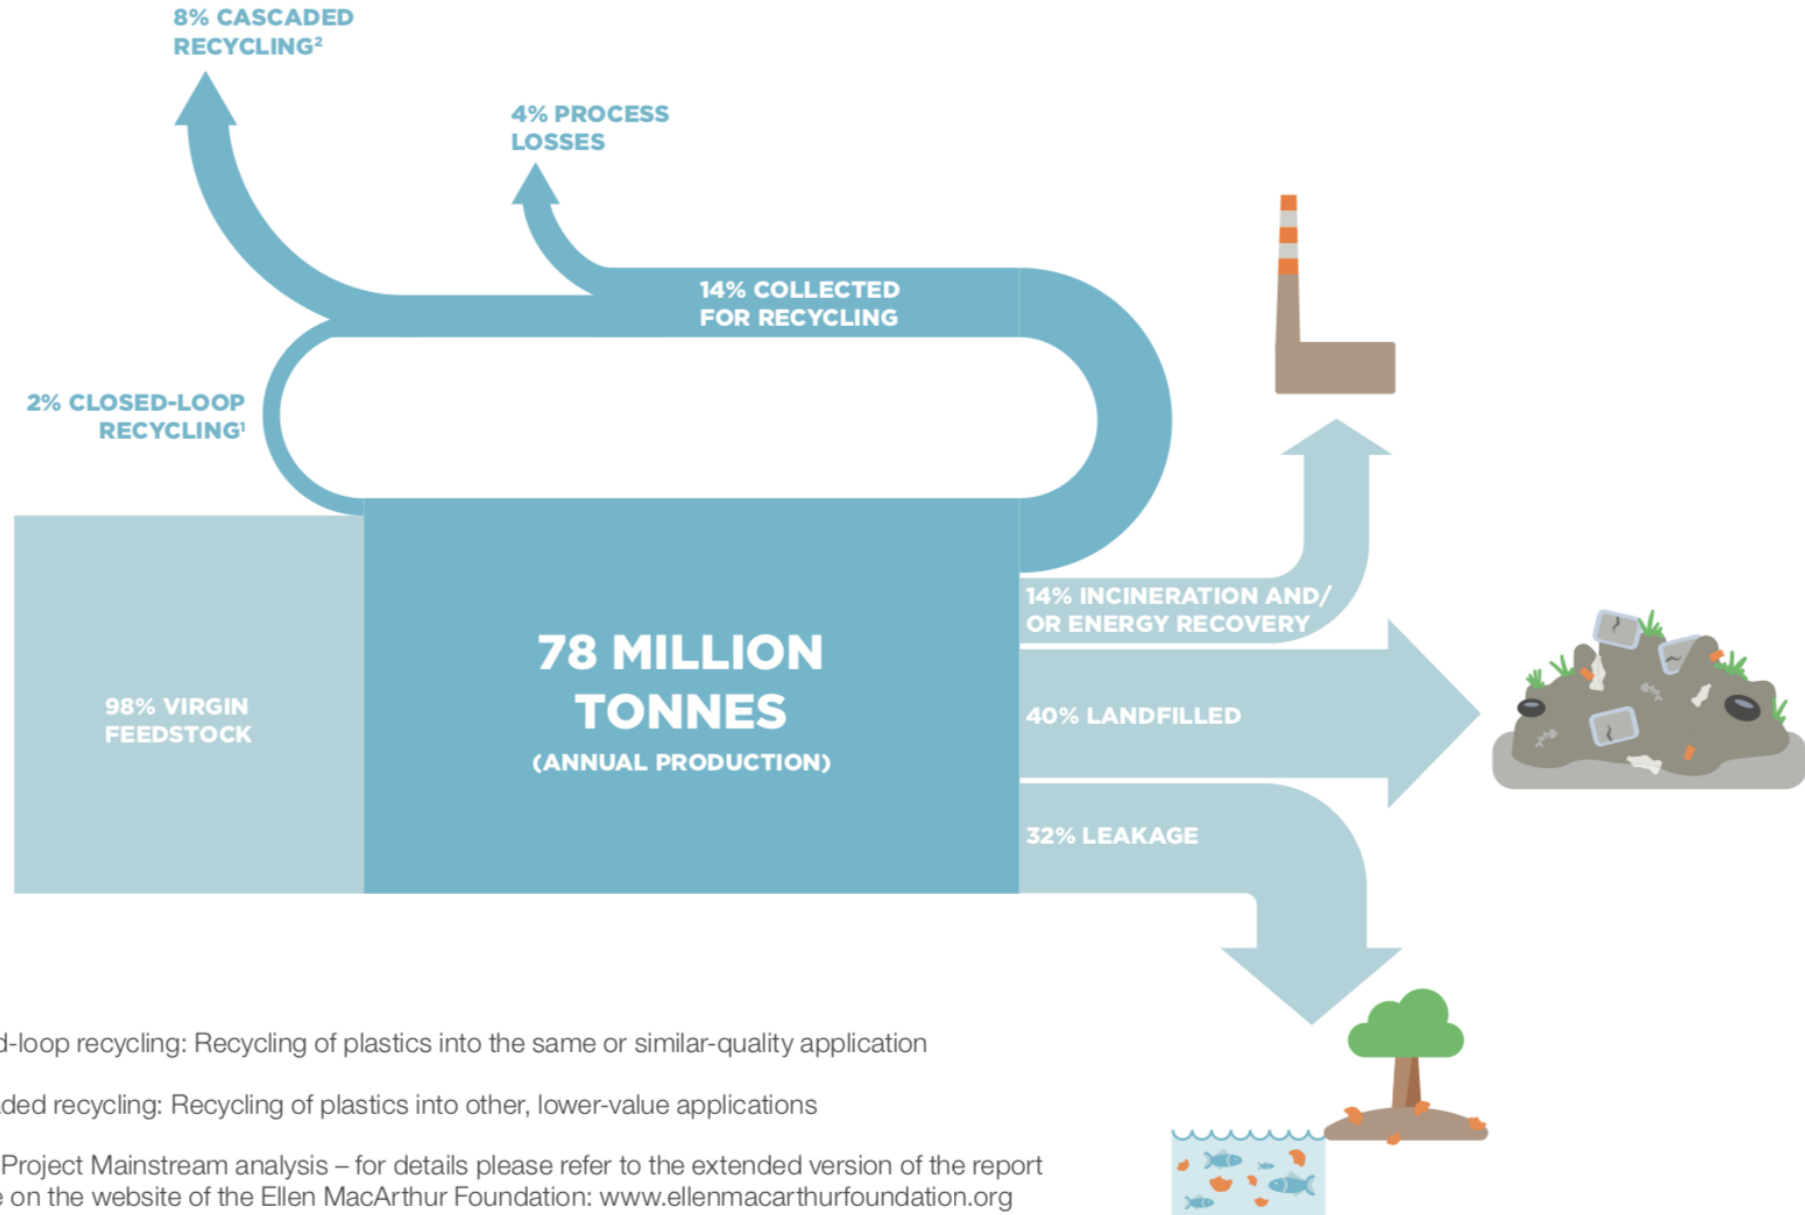 8% CASCADED
RECYCLING²
4% PROCESS
LOSSES
14% COLLECTED
FOR RECYCLING
2% CLOSED-LOOP
RECYCLING¹
98% VIRGIN
FEEDSTOCK
78 MILLION
TONNES
(ANNUAL PRODUCTION)
14% INCINERATION AND/
OR ENERGY RECOVERY
40% LANDFILLED
32% LEAKAGE
d-loop recycling: Recycling of plastics into the same or similar-quality application
ded recycling: Recycling of plastics into other, lower-value applications
Project Mainstream analysis – for details please refer to the extended version of the report
e on the website of the Ellen MacArthur Foundation: www.ellenmacarthurfoundation.org